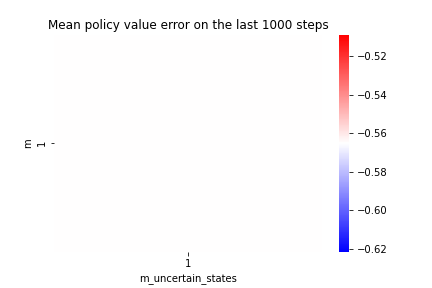 Mean policy value error on the last 1000 steps
−0.52
−0.54
−0.56
−0.58
−0.60
−0.62
m
1
1
m_uncertain_states